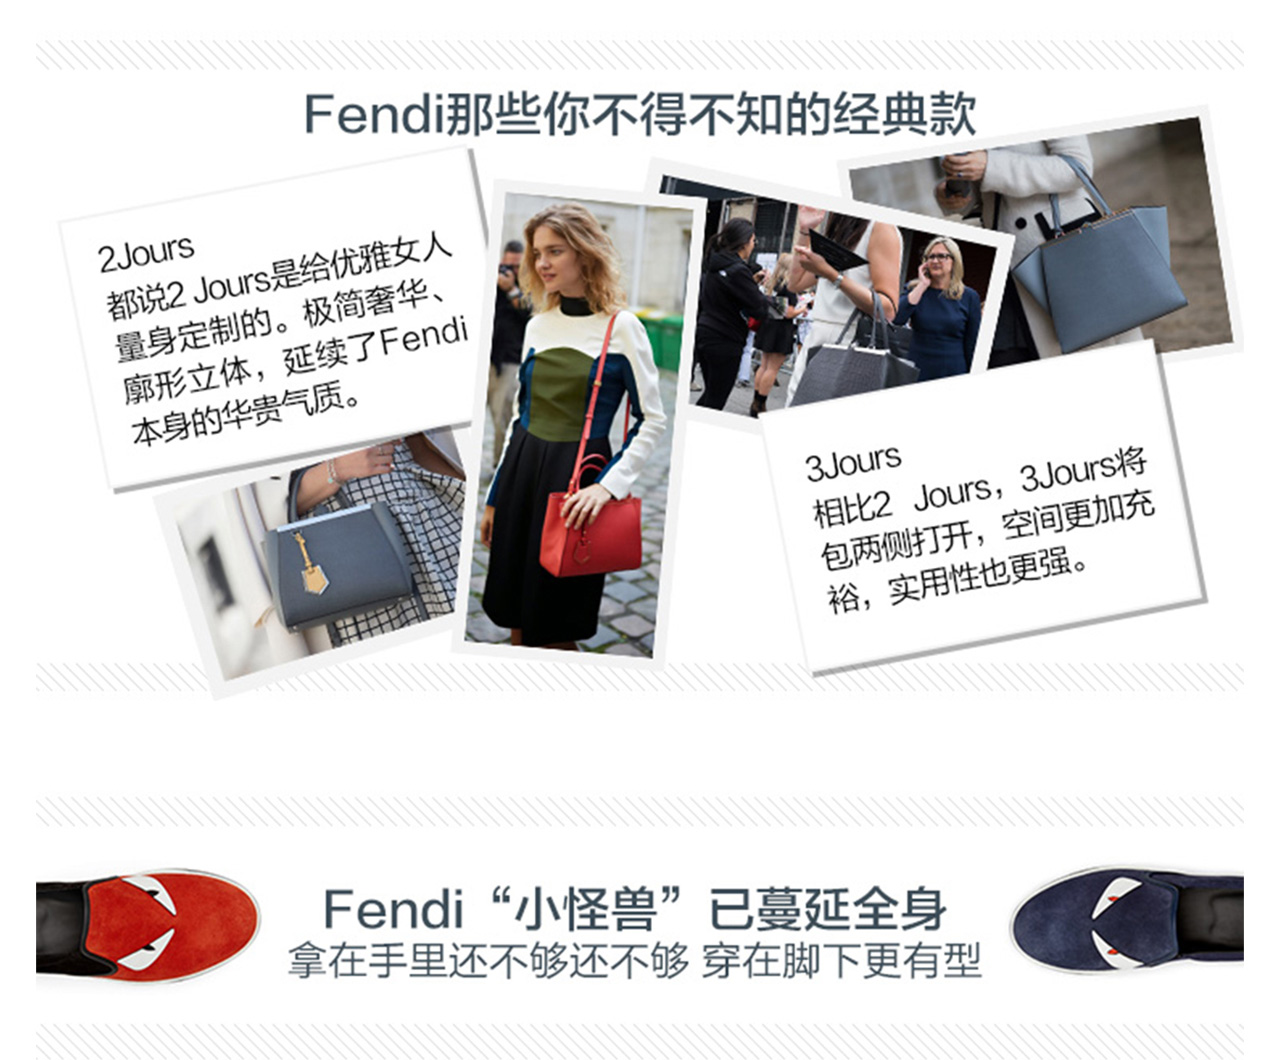 Fendi那些你不得不知的经典款
2Jours
都说2 Jours是给优雅女人
量身定制的。极简奢华、
廓形立体，延续了Fendi
本身的华贵气质。
3Jours
相比2 Jours，3Jours将
包两侧打开，空间更加充
裕，实用性也更强。
Fendi“小怪兽”已蔓延全身
拿在手里还不够还不够 穿在脚下更有型